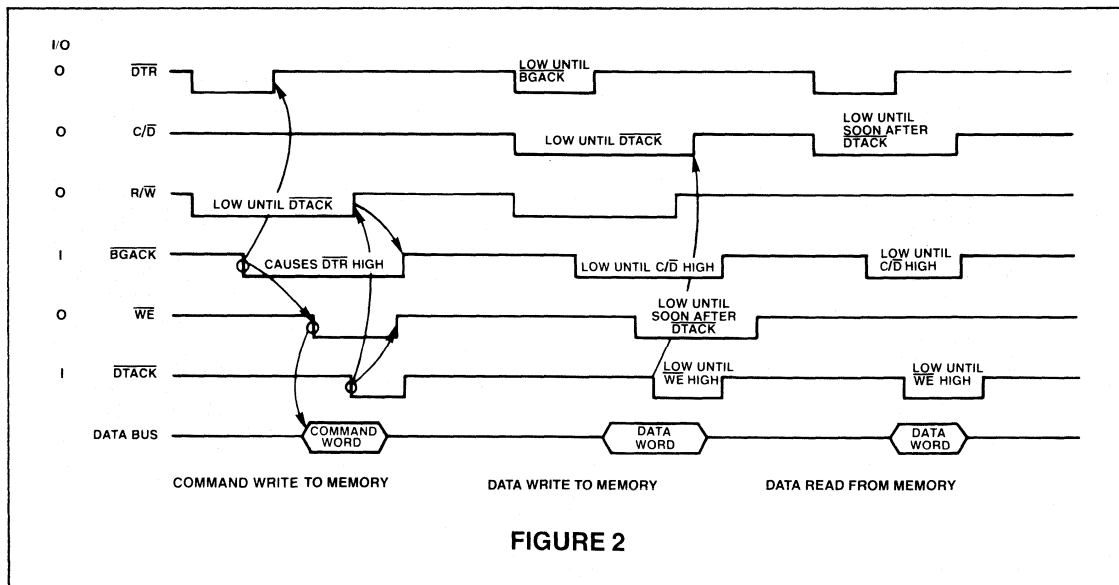 I/O
O DTR
LOW UNTIL
BGACK
O C/D
LOW UNTIL DTACK
LOW UNTIL
SOON AFTER
DTACK
O R/W
LOW UNTIL DTACK
I BGACK
CAUSES DTR HIGH
LOW UNTIL C/D HIGH
LOW UNTIL
C/D HIGH
O WE
LOW UNTIL
SOON AFTER
DTACK
I DTACK
LOW UNTIL
WE HIGH
LOW UNTIL
WE HIGH
DATA BUS
COMMAND
WORD
DATA
WORD
DATA
WORD
COMMAND WRITE TO MEMORY
DATA WRITE TO MEMORY
DATA READ FROM MEMORY
FIGURE 2